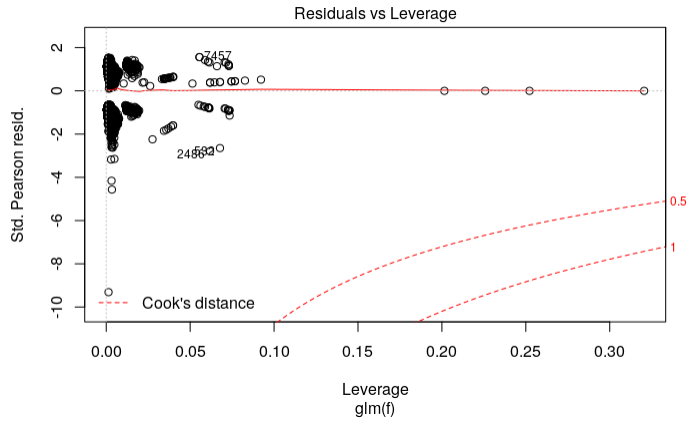 Residuals vs Leverage
Std. Pearson resid.
2
0
-2
-4
-6
-8
-10
7457
2486
532
0.5
1
Cook's distance
0.00 0.05 0.10 0.15 0.20 0.25 0.30
Leverage
glm(f)